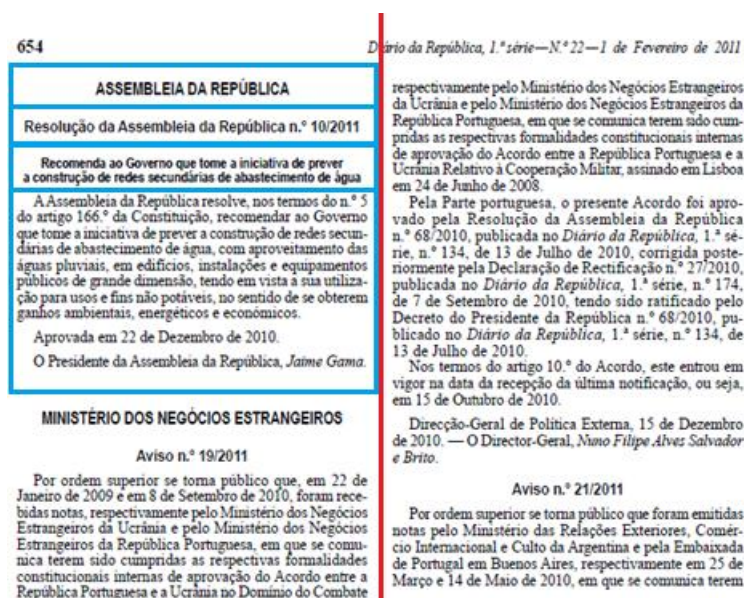 654
Diário da República, 1.ª série—N.º 22—1 de Fevereiro de 2011
ASSEMBLEIA DA REPÚBLICA
Resolução da Assembleia da República n.º 10/2011
Recomenda ao Governo que tome a iniciativa de prever
a construção de redes secundárias de abastecimento de água
A Assembleia da República resolve, nos termos do n.º 5
do artigo 166.º da Constituição, recomendar ao Governo
que tome a iniciativa de prever a construção de redes secun-
dárias de abastecimento de água, com aproveitamento das
águas pluviais, em edifícios, instalações e equipamentos
públicos de grande dimensão, tendo em vista a sua utiliza-
ção para usos e fins não potáveis, no sentido de se obterem
ganhos ambientais, energéticos e económicos.
Aprovada em 22 de Dezembro de 2010.
O Presidente da Assembleia da República, Jaime Gama.
MINISTÉRIO DOS NEGÓCIOS ESTRANGEIROS
Aviso n.º 19/2011
Por ordem superior se torna público que, em 22 de
Janeiro de 2009 e em 8 de Setembro de 2010, foram rece-
bidas notas, respectivamente pelo Ministério dos Negócios
Estrangeiros da Ucrânia e pelo Ministério dos Negócios
Estrangeiros da República Portuguesa, em que se comu-
nica terem sido cumpridas as respectivas formalidades
constitucionais internas de aprovação do Acordo entre a
República Portuguesa e a Ucrânia no Domínio do Combate
respectivamente pelo Ministério dos Negócios Estrangeiros
da Ucrânia e pelo Ministério dos Negócios Estrangeiros da
República Portuguesa, em que se comunica terem sido cum-
pridas as respectivas formalidades constitucionais internas
de aprovação do Acordo entre a República Portuguesa e a
Ucrânia Relativo à Cooperação Militar, assinado em Lisboa
em 24 de Junho de 2008.
Pela Parte portuguesa, o presente Acordo foi apro-
vado pela Resolução da Assembleia da República
n.º 68/2010, publicada no Diário da República, 1.ª sé-
rie, n.º 134, de 13 de Julho de 2010, corrigida poste-
riormente pela Declaração de Rectificação n.º 27/2010,
publicada no Diário da República, 1.ª série, n.º 174,
de 7 de Setembro de 2010, tendo sido ratificado pelo
Decreto do Presidente da República n.º 68/2010, pu-
blicado no Diário da República, 1.ª série, n.º 134, de
13 de Julho de 2010.
Nos termos do artigo 10.º do Acordo, este entrou em
vigor na data da recepção da última notificação, ou seja,
em 15 de Outubro de 2010.
Direcção-Geral de Política Externa, 15 de Dezembro
de 2010. — O Director-Geral, Nuno Filipe Alves Salvador
e Brito.
Aviso n.º 21/2011
Por ordem superior se torna público que foram emitidas
notas pelo Ministério das Relações Exteriores, Comér-
cio Internacional e Culto da Argentina e pela Embaixada
de Portugal em Buenos Aires, respectivamente em 25 de
Março e 14 de Maio de 2010, em que se comunica terem